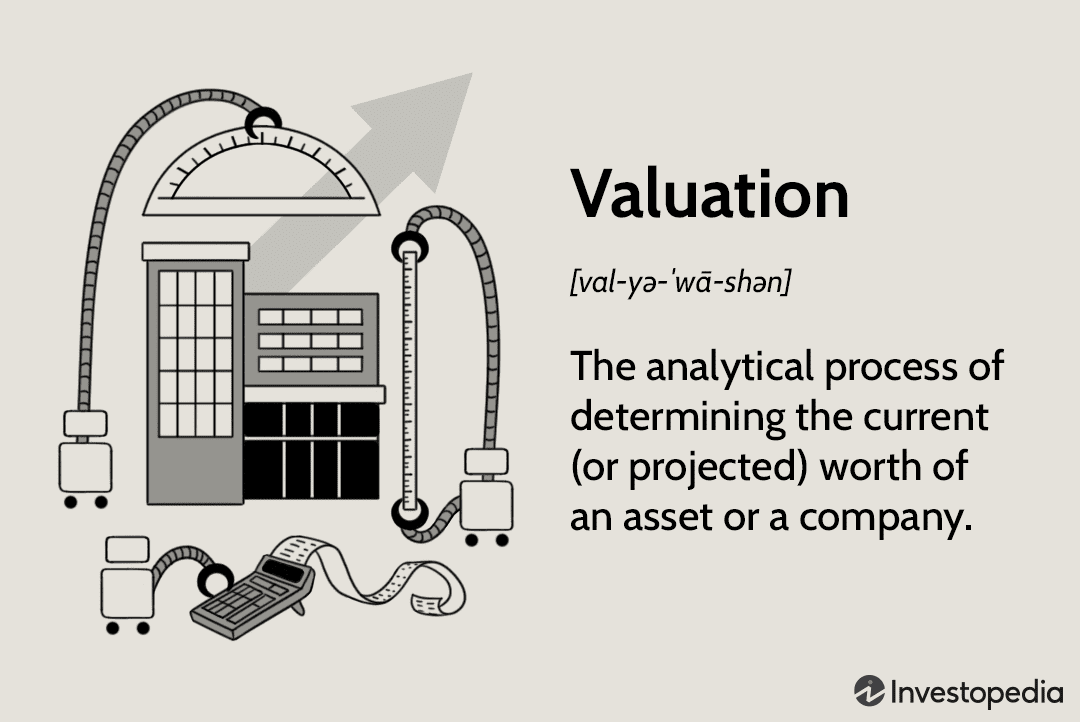 Valuation
[val-yə-ˈwā-shən]
The analytical process of
determining the current
(or projected) worth of
an asset or a company.
Investopedia